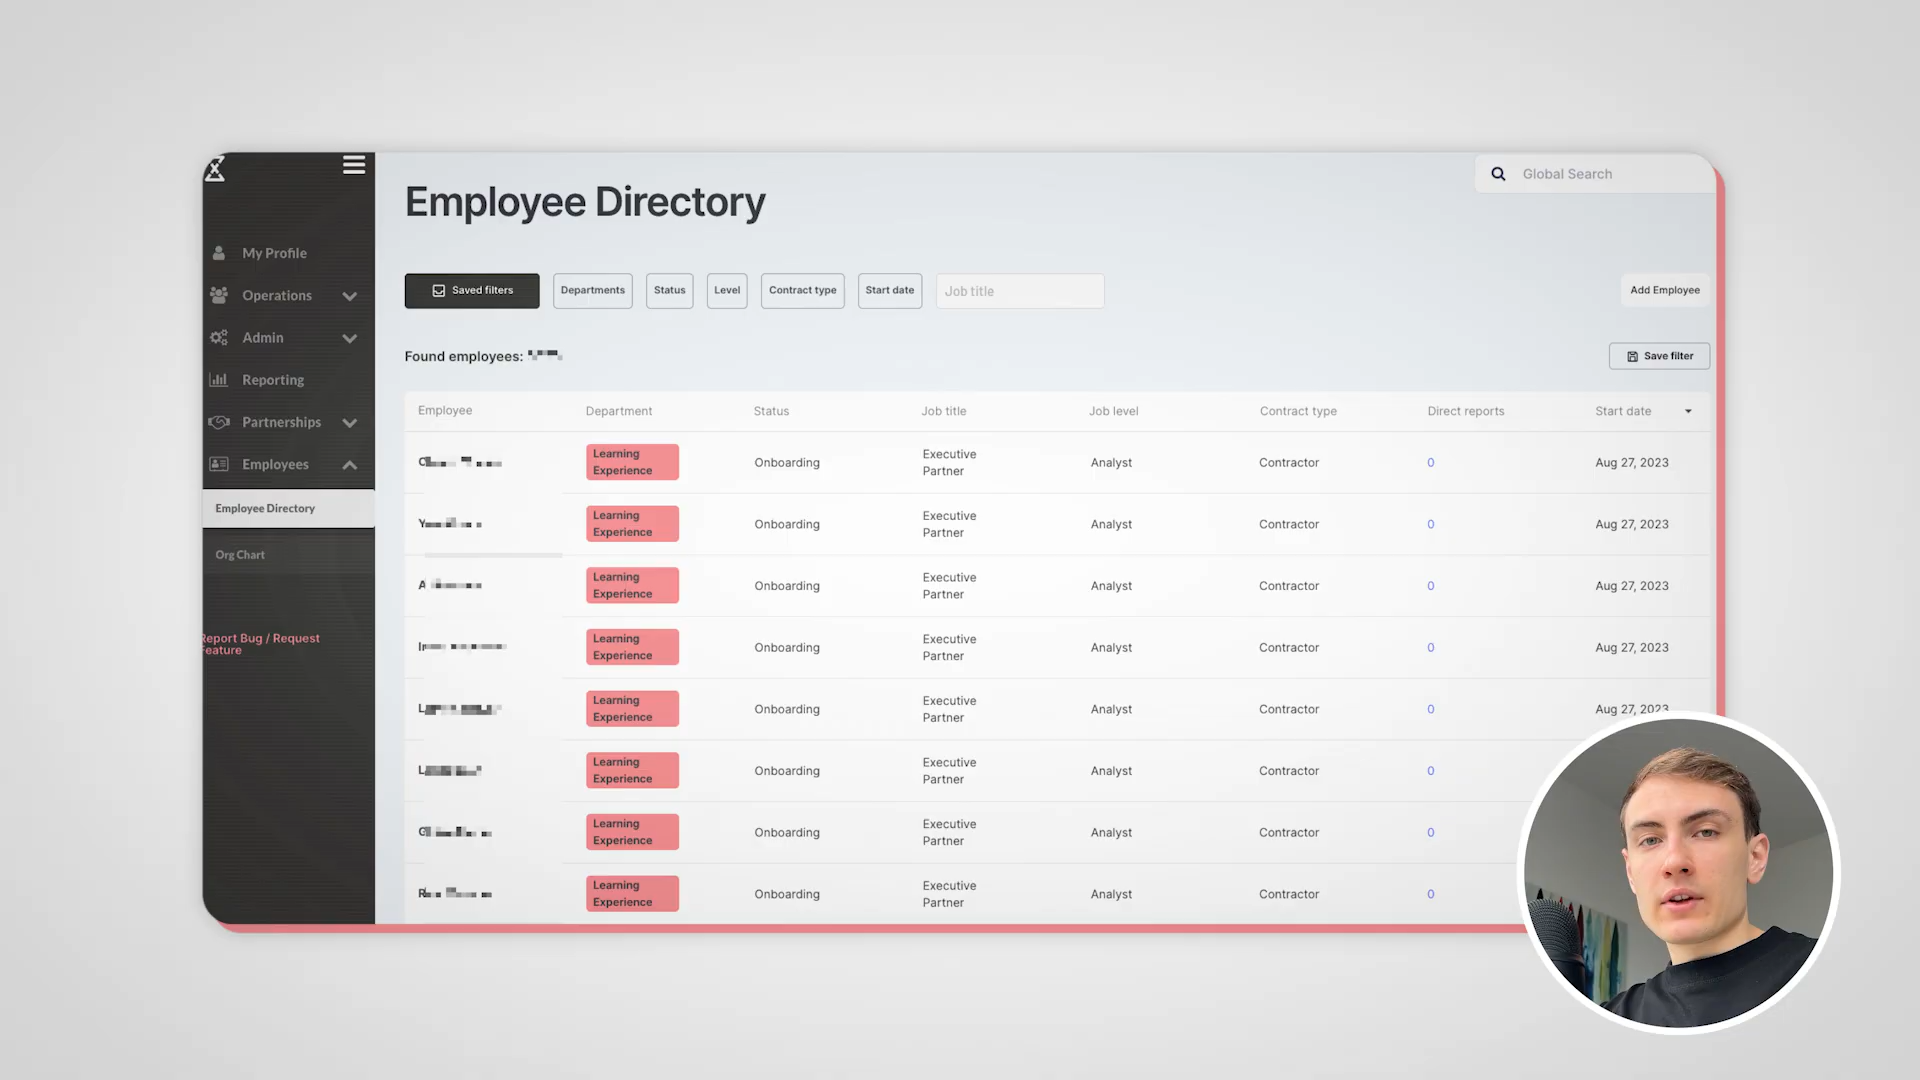 Employee Directory
Global Search
My Profile
Operations
Admin
Reporting
Partnerships
Employees
Employee Directory
Org Chart
Report Bug / Request
Feature
Saved filters
Departments
Status
Level
Contract type
Start date
Job title
Add Employee
Found employees:
Save filter
Employee Department Status Job title Job level Contract type Direct reports Start date
Learning Experience Onboarding Executive Partner Analyst Contractor 0 Aug 27, 2023
Learning Experience Onboarding Executive Partner Analyst Contractor 0 Aug 27, 2023
Learning Experience Onboarding Executive Partner Analyst Contractor 0 Aug 27, 2023
Learning Experience Onboarding Executive Partner Analyst Contractor 0 Aug 27, 2023
Learning Experience Onboarding Executive Partner Analyst Contractor 0 Aug 27, 2023
Learning Experience Onboarding Executive Partner Analyst Contractor 0
Learning Experience Onboarding Executive Partner Analyst Contractor 0
Learning Experience Onboarding Executive Partner Analyst Contractor 0